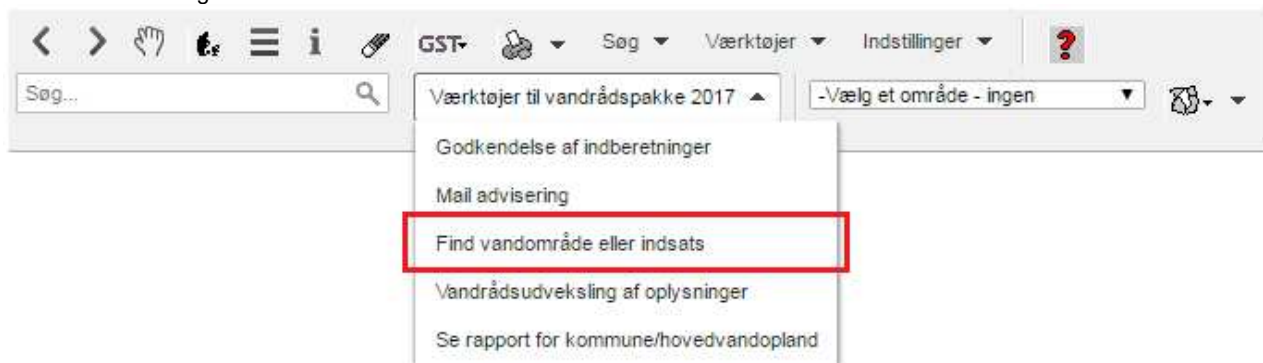 i GST Søg Værktøjer Indstillinger ?
Søg... Værktøjer til vandrådspakke 2017 -Vælg et område - ingen
Godkendelse af indberetninger
Mail advisering
Find vandområde eller indsats
Vandrådsudveksling af oplysninger
Se rapport for kommune/hovedvandopland